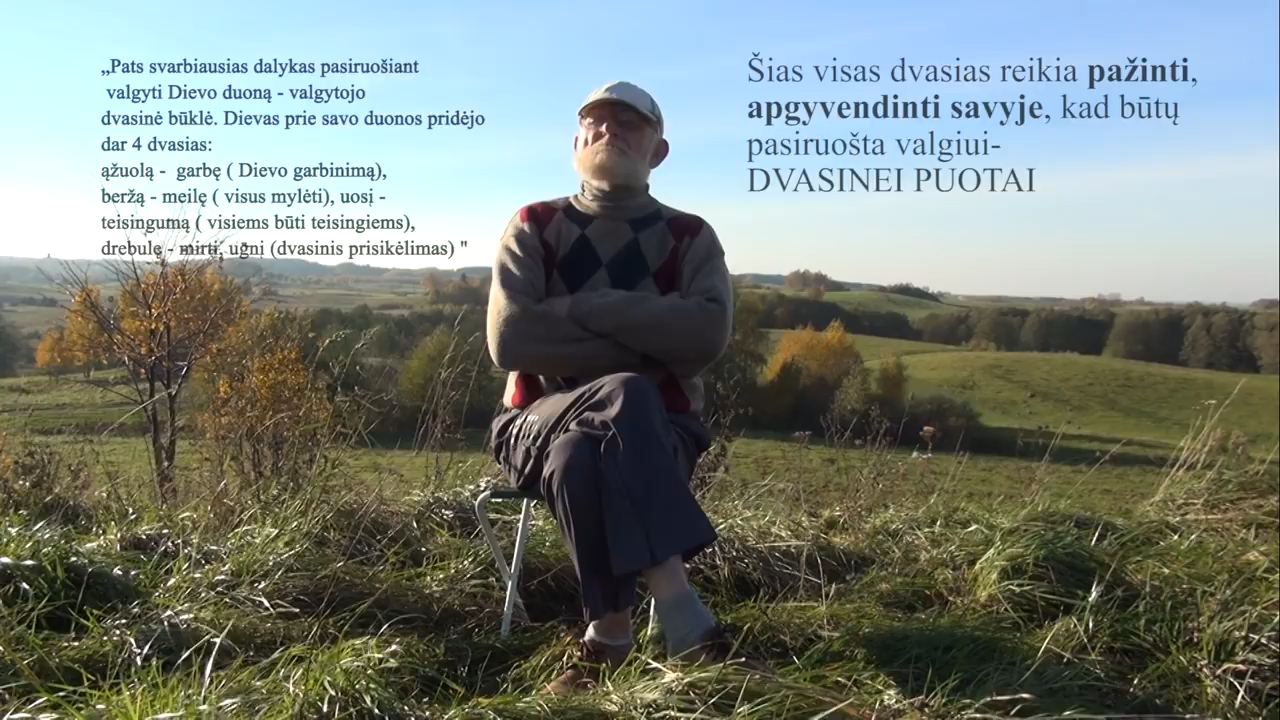 „Pats svarbiausias dalykas pasiruošiant
valgyti Dievo duoną - valgytojo
dvasinė būklė. Dievas prie savo duonos pridėjo
dar 4 dvasias:
ąžuolą - garbę ( Dievo garbinimą),
beržą - meilę ( visus mylėti), uosį -
teisingumą ( visiems būti teisingiems),
drebulę - mirtį, ugnį (dvasinis prisikėlimas) "
Šias visas dvasias reikia pažinti,
apgyvendinti savyje, kad būtų
pasiruošta valgiui-
DVASINEI PUOTAI